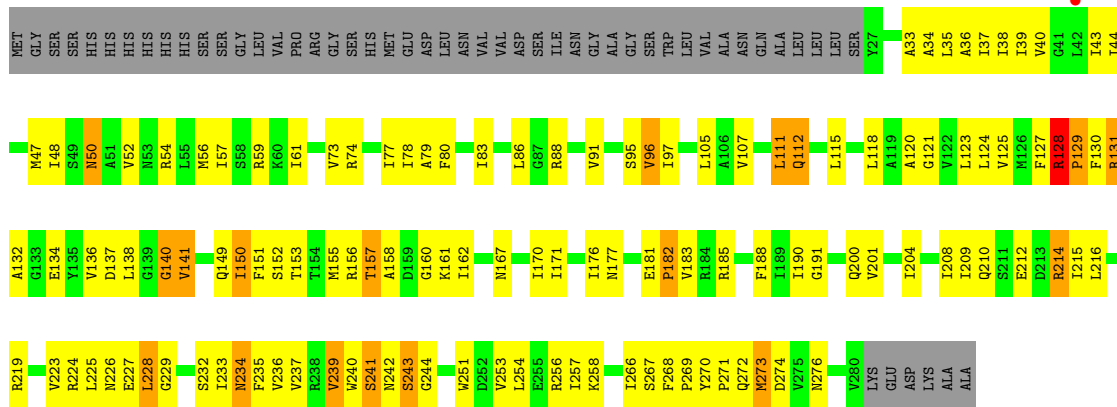 MET GLY SER SER HIS HIS HIS HIS HIS HIS SER SER GLY LEU VAL PRO ARG GLY SER HIS MET GLU ASP LEU ASN VAL VAL ASP SER ILE ASN GLY ALA GLY SER TRP LEU VAL ALA ASN GLN ALA LEU LEU LEU SER Y27 A33 A34 L35 A36 I37 I38 I39 V40 G41 L42 I43 I44
M47 I48 S49 N50 A51 V52 N53 R54 L55 M56 I57 S58 R59 K60 I61 V73 R74 I77 I78 A79 F80 I83 L86 G87 R88 V91 S95 V96 I97 L105 A106 V107 L111 Q112 L115 L118 A119 A120 G121 V122 L123 L124 V125 M126 F127 R128 P129 F130 R131
A132 G133 E134 Y135 V136 D137 L138 G139 G140 V141 Q149 I150 F151 S152 T153 T154 M155 R156 T157 A158 D159 G160 K161 I162 N167 I170 I171 I176 N177 E181 P182 V183 R184 R185 F188 I189 I190 G191 Q200 V201 I204 I208 I209 Q210 S211 E212 D213 R214 I215 L216
R219 V223 R224 L225 N226 E227 L228 G229 S232 I233 N234 F235 V236 V237 R238 V239 W240 S241 N242 S243 G244 W251 D252 V253 L254 E255 R256 I257 K258 I266 S267 F268 P269 Y270 P271 Q272 M273 D274 V275 N276 V280 LYS GLU ASP LYS ALA ALA